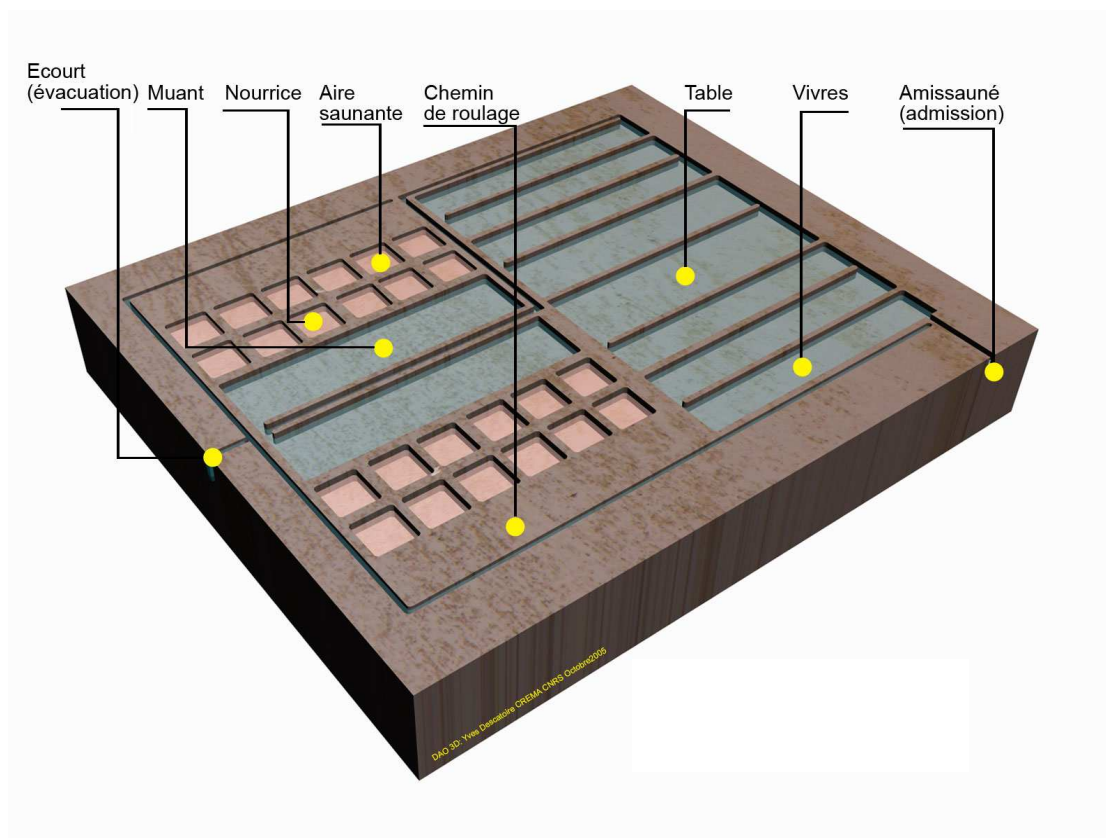 Ecourt
(évacuation)
Muant
Nourrice
Aire
saunante
Chemin
de roulage
Table
Vivres
Amissauné
(admission)
DAO 3D: Yves Descatoire CREMA CNRS Octobre2005